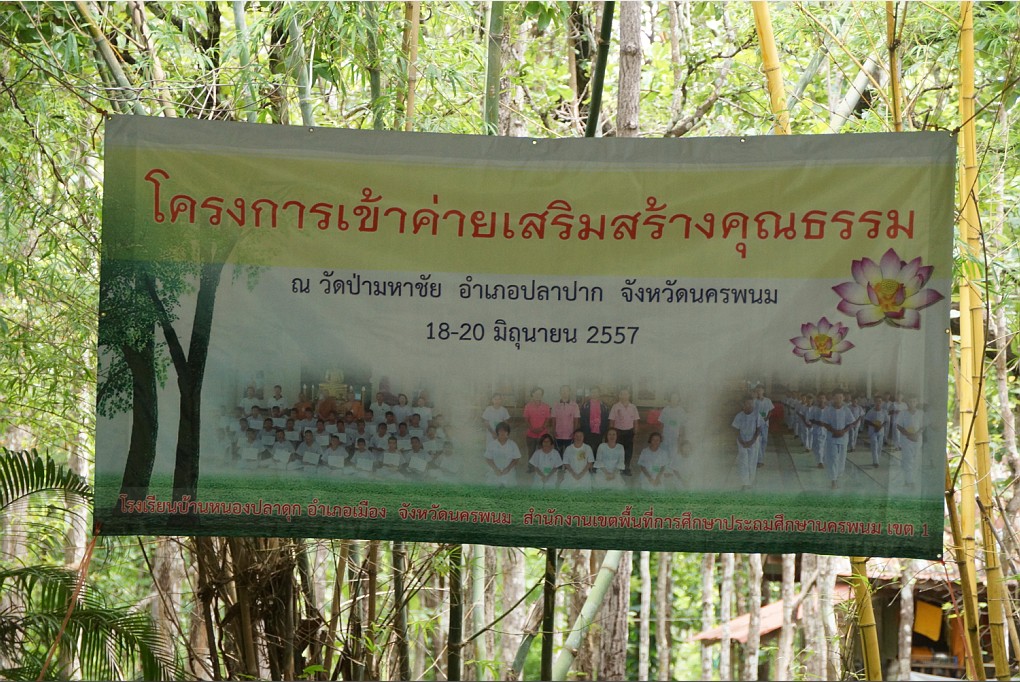 โครงการเข้าค่ายเสริมสร้างคุณธรรม
ณ วัดป่ามหาชัย อำเภอปลาปาก จังหวัดนครพนม
18-20 มิถุนายน 2557
โรงเรียนบ้านหนองปลาดุก อำเภอเมือง จังหวัดนครพนม สำนักงานเขตพื้นที่การศึกษาประถมศึกษานครพนม เขต 1